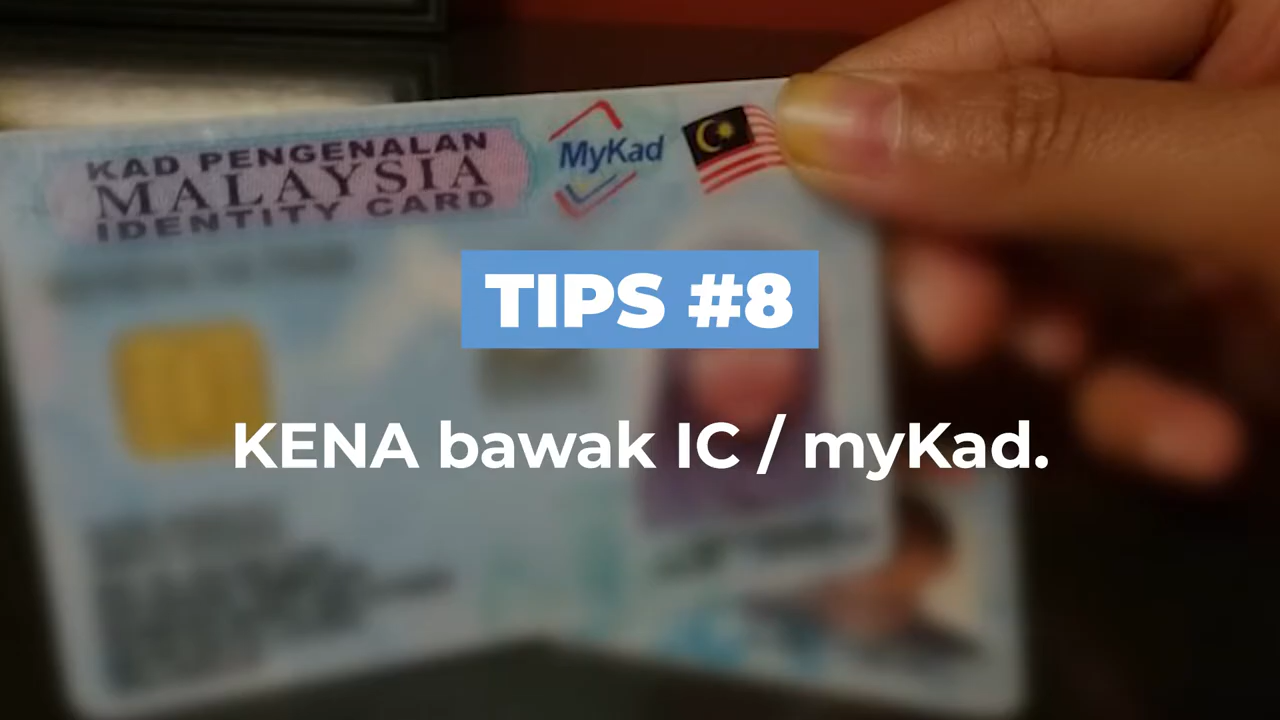 KAD PENGENALAN
MALAYSIA
IDENTITY CARD
MyKad
TIPS #8
KENA bawak IC / myKad.